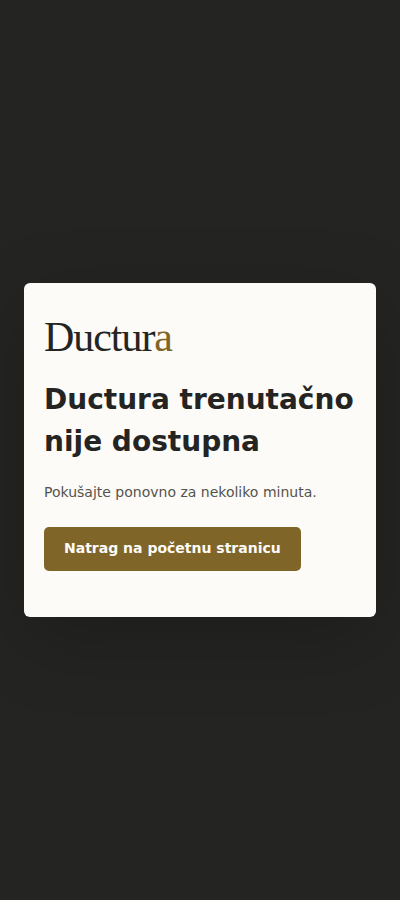 Ductura
Ductura trenutačno
nije dostupna
Pokušajte ponovno za nekoliko minuta.
Natrag na početnu stranicu